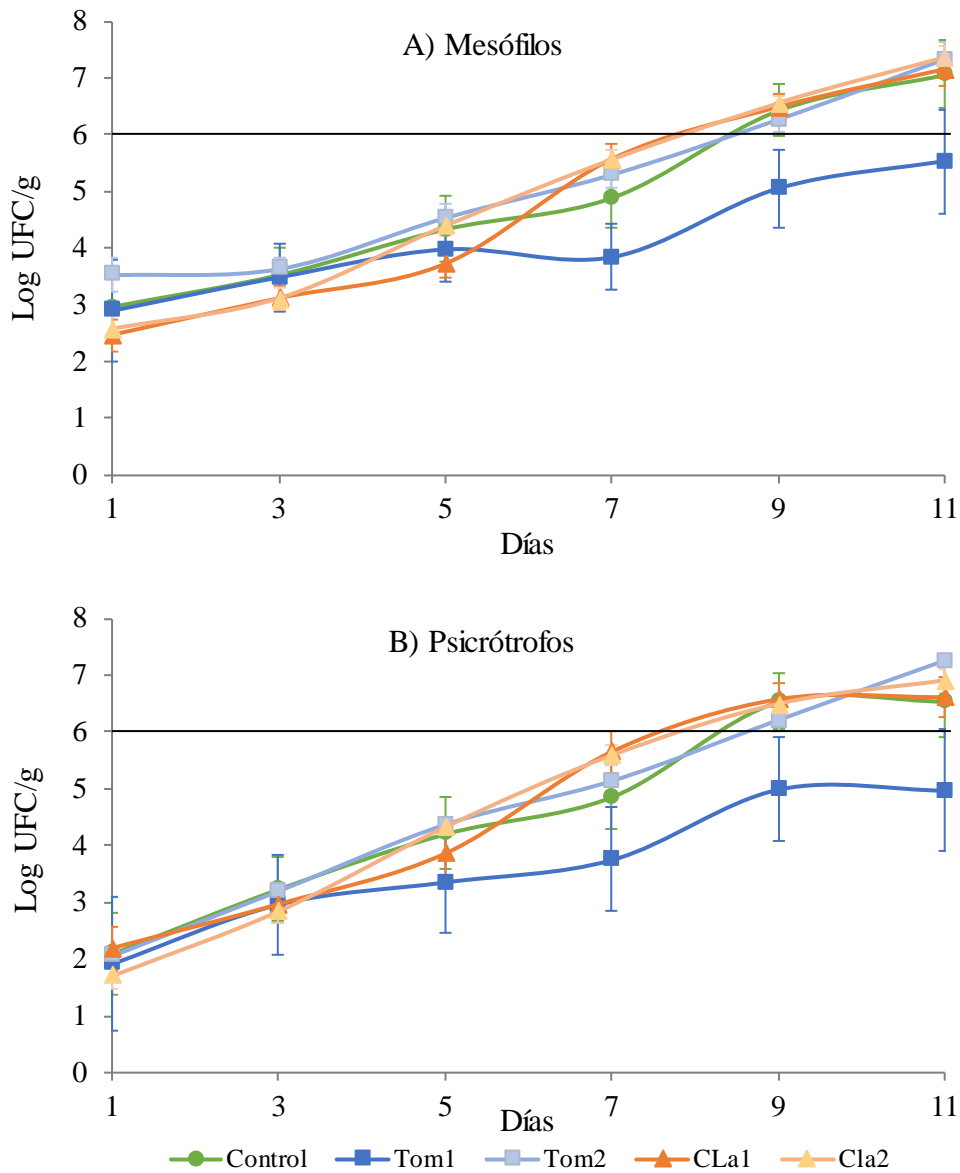 A) Mesófilos
Log UFC/g
8
7
6
5
4
3
2
1
0
1 3 5 7 9 11
Días
B) Psicrótrofos
Log UFC/g
8
7
6
5
4
3
2
1
0
1 3 5 7 9 11
Días
Control Tom1 Tom2 CLa1 Cla2